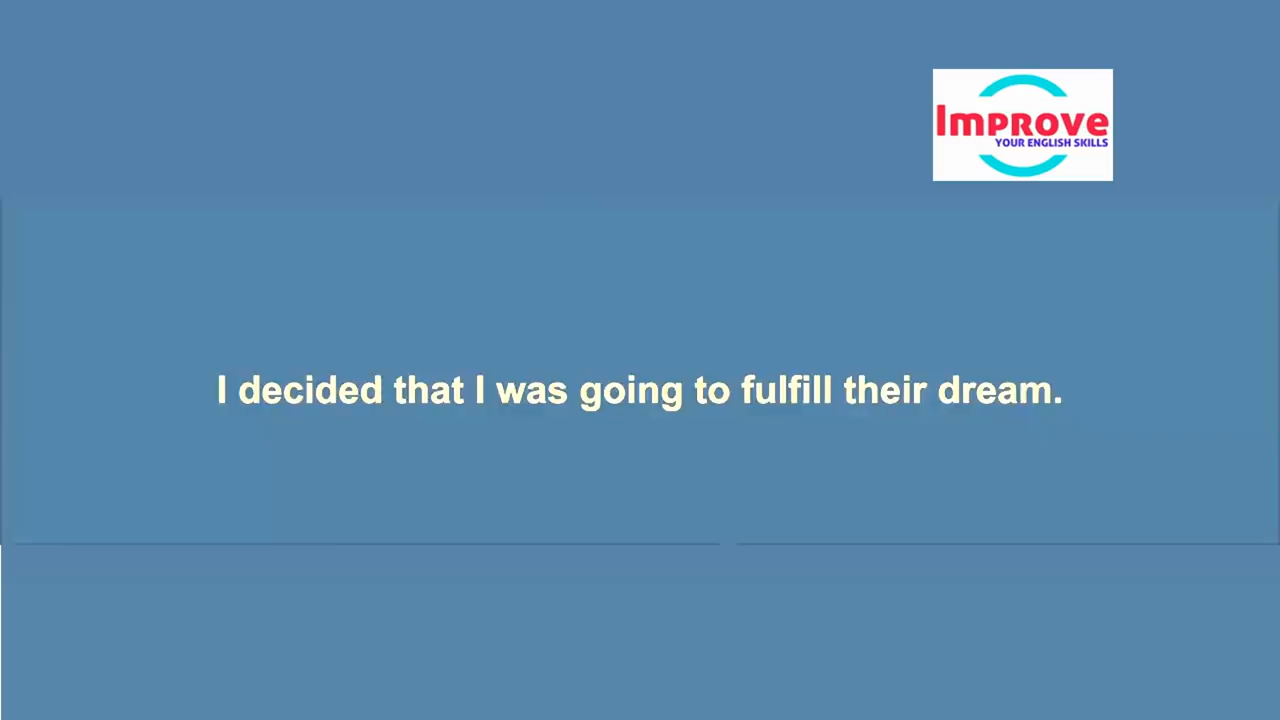 Improve
YOUR ENGLISH SKILLS
I decided that I was going to fulfill their dream.